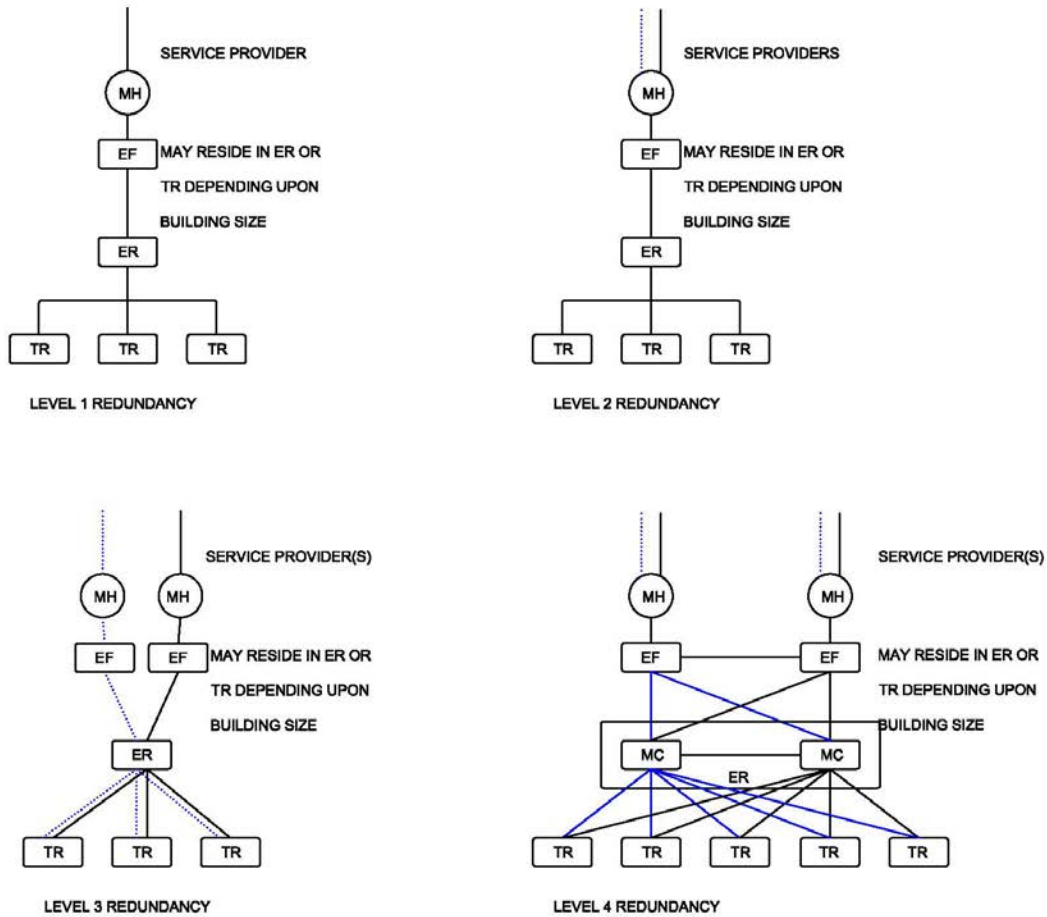 SERVICE PROVIDER
MH
EF
MAY RESIDE IN ER OR
TR DEPENDING UPON
BUILDING SIZE
ER
TR TR TR
LEVEL 1 REDUNDANCY
SERVICE PROVIDERS
MH
EF
MAY RESIDE IN ER OR
TR DEPENDING UPON
BUILDING SIZE
ER
TR TR TR
LEVEL 2 REDUNDANCY
SERVICE PROVIDER(S)
MH MH
EF EF
MAY RESIDE IN ER OR
TR DEPENDING UPON
BUILDING SIZE
ER
TR TR TR
LEVEL 3 REDUNDANCY
SERVICE PROVIDER(S)
MH MH
EF EF
MAY RESIDE IN ER OR
TR DEPENDING UPON
BUILDING SIZE
MC MC
ER
TR TR TR TR TR
LEVEL 4 REDUNDANCY